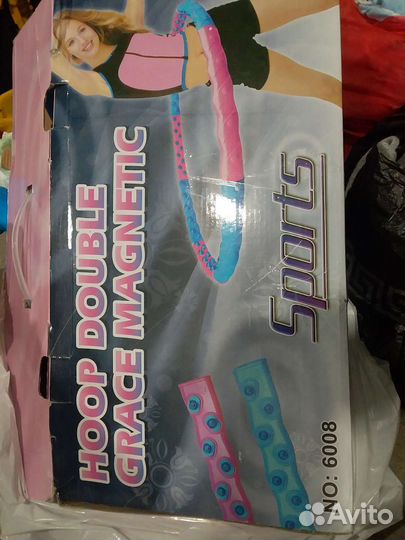 HOOP DOUBLE
GRACE MAGNETIC
Sports
NO: 6008
Avito